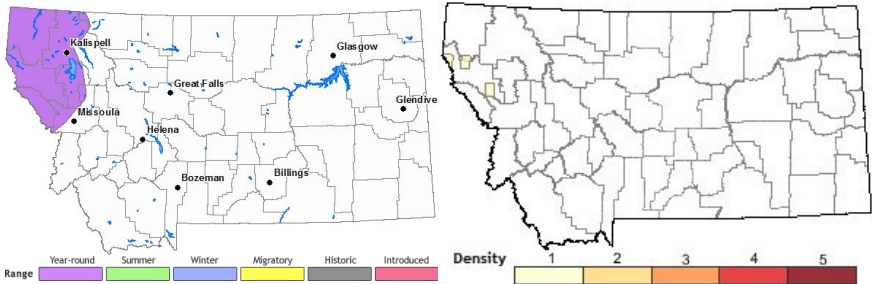 Kalispell
Glasgow
Great Falls
Glendive
Missoula
Helena
Bozeman
Billings
Range Year-round Summer Winter Migratory Historic Introduced
Density 1 2 3 4 5